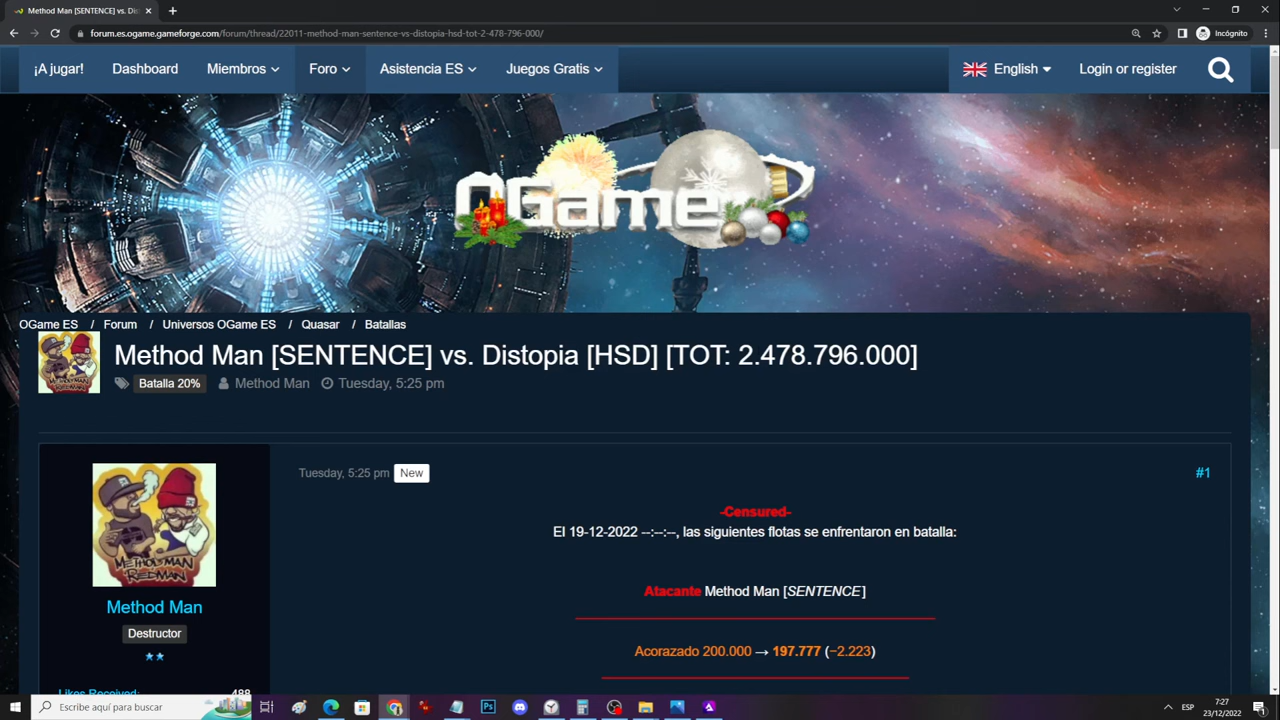 Method Man [SENTENCE] vs. Dis
forum.es.ogame.gameforge.com/forum/thread/22011-method-man-sentence-vs-distopia-hsd-tot-2-478-796-000/
Incógnito
¡A jugar! Dashboard Miembros Foro Asistencia ES Juegos Gratis English Login or register
OGame
OGame ES / Forum / Universos OGame ES / Quasar / Batallas
Method Man [SENTENCE] vs. Distopia [HSD] [TOT: 2.478.796.000]
Batalla 20% Method Man Tuesday, 5:25 pm
Tuesday, 5:25 pm New #1
METHOD MAN
REDMAN
Method Man
Destructor
Likes Received: 488
-Censured-
El 19-12-2022 --:--:--, las siguientes flotas se enfrentaron en batalla:
Atacante Method Man [SENTENCE]
Acorazado 200.000 → 197.777 (−2.223)
Escribe aquí para buscar
Ps
ESP
7:27
23/12/2022
1